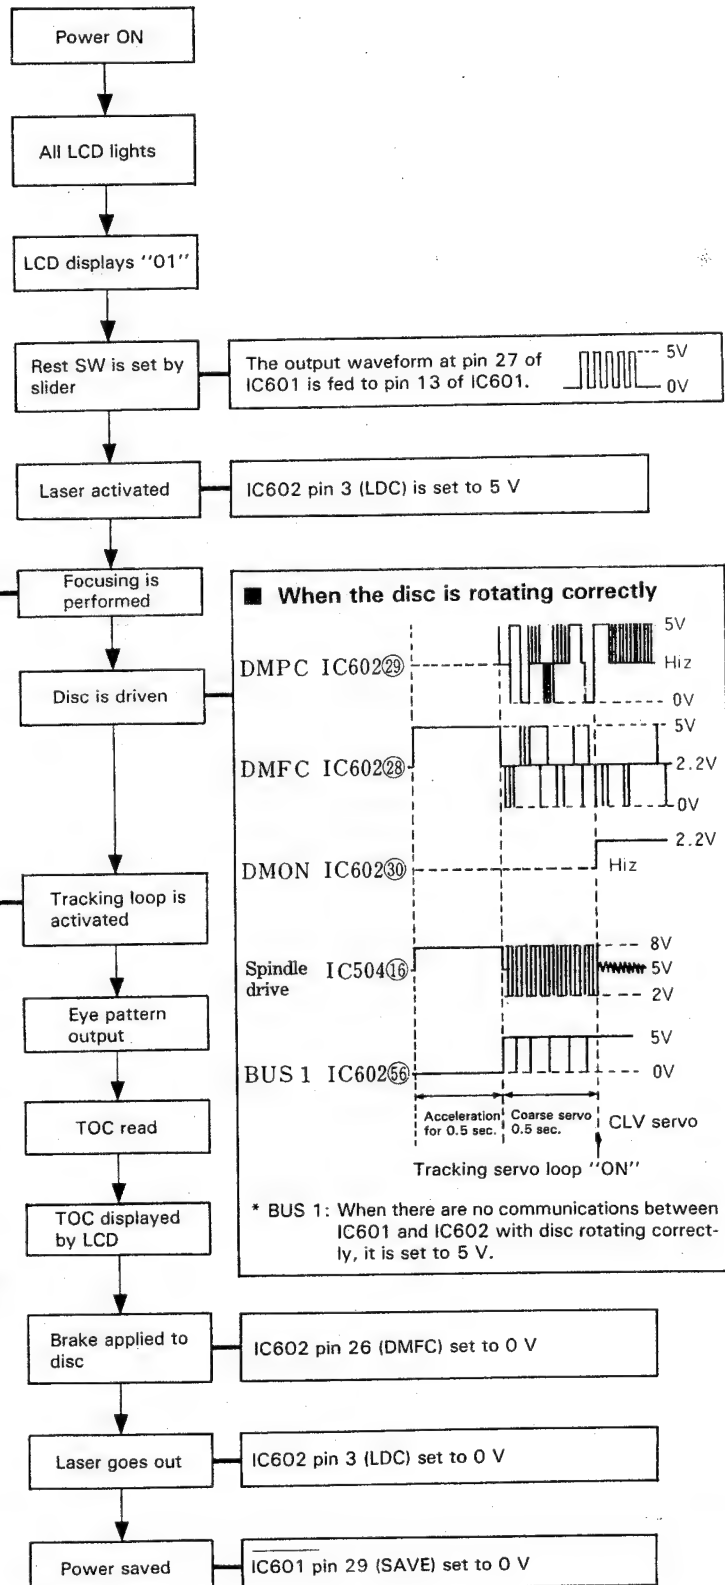 Power ON
All LCD lights
LCD displays "01"
Rest SW is set by
slider
The output waveform at pin 27 of
IC601 is fed to pin 13 of IC601.
5V
0V
Laser activated
IC602 pin 3 (LDC) is set to 5 V
Focusing is
performed
Disc is driven
■ When the disc is rotating correctly
DMPC IC602㉙
5V
Hiz
0V
DMFC IC602㉘
5V
2.2V
0V
DMON IC602㉚
2.2V
Hiz
Spindle
drive
IC504⑯
8V
5V
2V
BUS 1 IC60256
5V
0V
Acceleration
for 0.5 sec.
Coarse servo
0.5 sec.
CLV servo
Tracking servo loop "ON"
* BUS 1: When there are no communications between
IC601 and IC602 with disc rotating correct-
ly, it is set to 5 V.
Tracking loop is
activated
Eye pattern
output
TOC read
TOC displayed
by LCD
Brake applied to
disc
IC602 pin 26 (DMFC) set to 0 V
Laser goes out
IC602 pin 3 (LDC) set to 0 V
Power saved
IC601 pin 29 (SAVE) set to 0 V